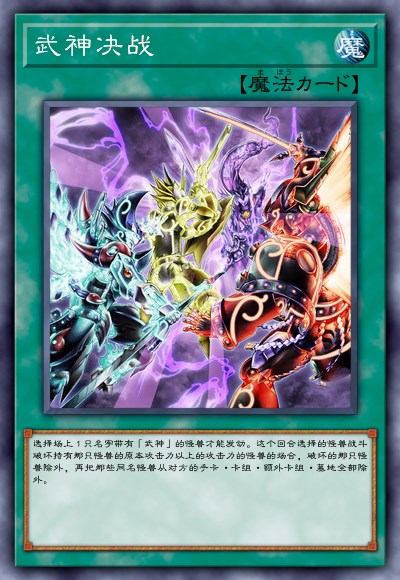 武神决战
魔
【魔法カード】
ま ほう
选择场上1只名字带有「武神」的怪兽才能发动。这个回合选择的怪兽战斗
破坏持有那只怪兽的原本攻击力以上的攻击力的怪兽的场合，破坏的那只怪
兽除外，再把那些同名怪兽从对方的手卡·卡组·额外卡组·墓地全部除
外。